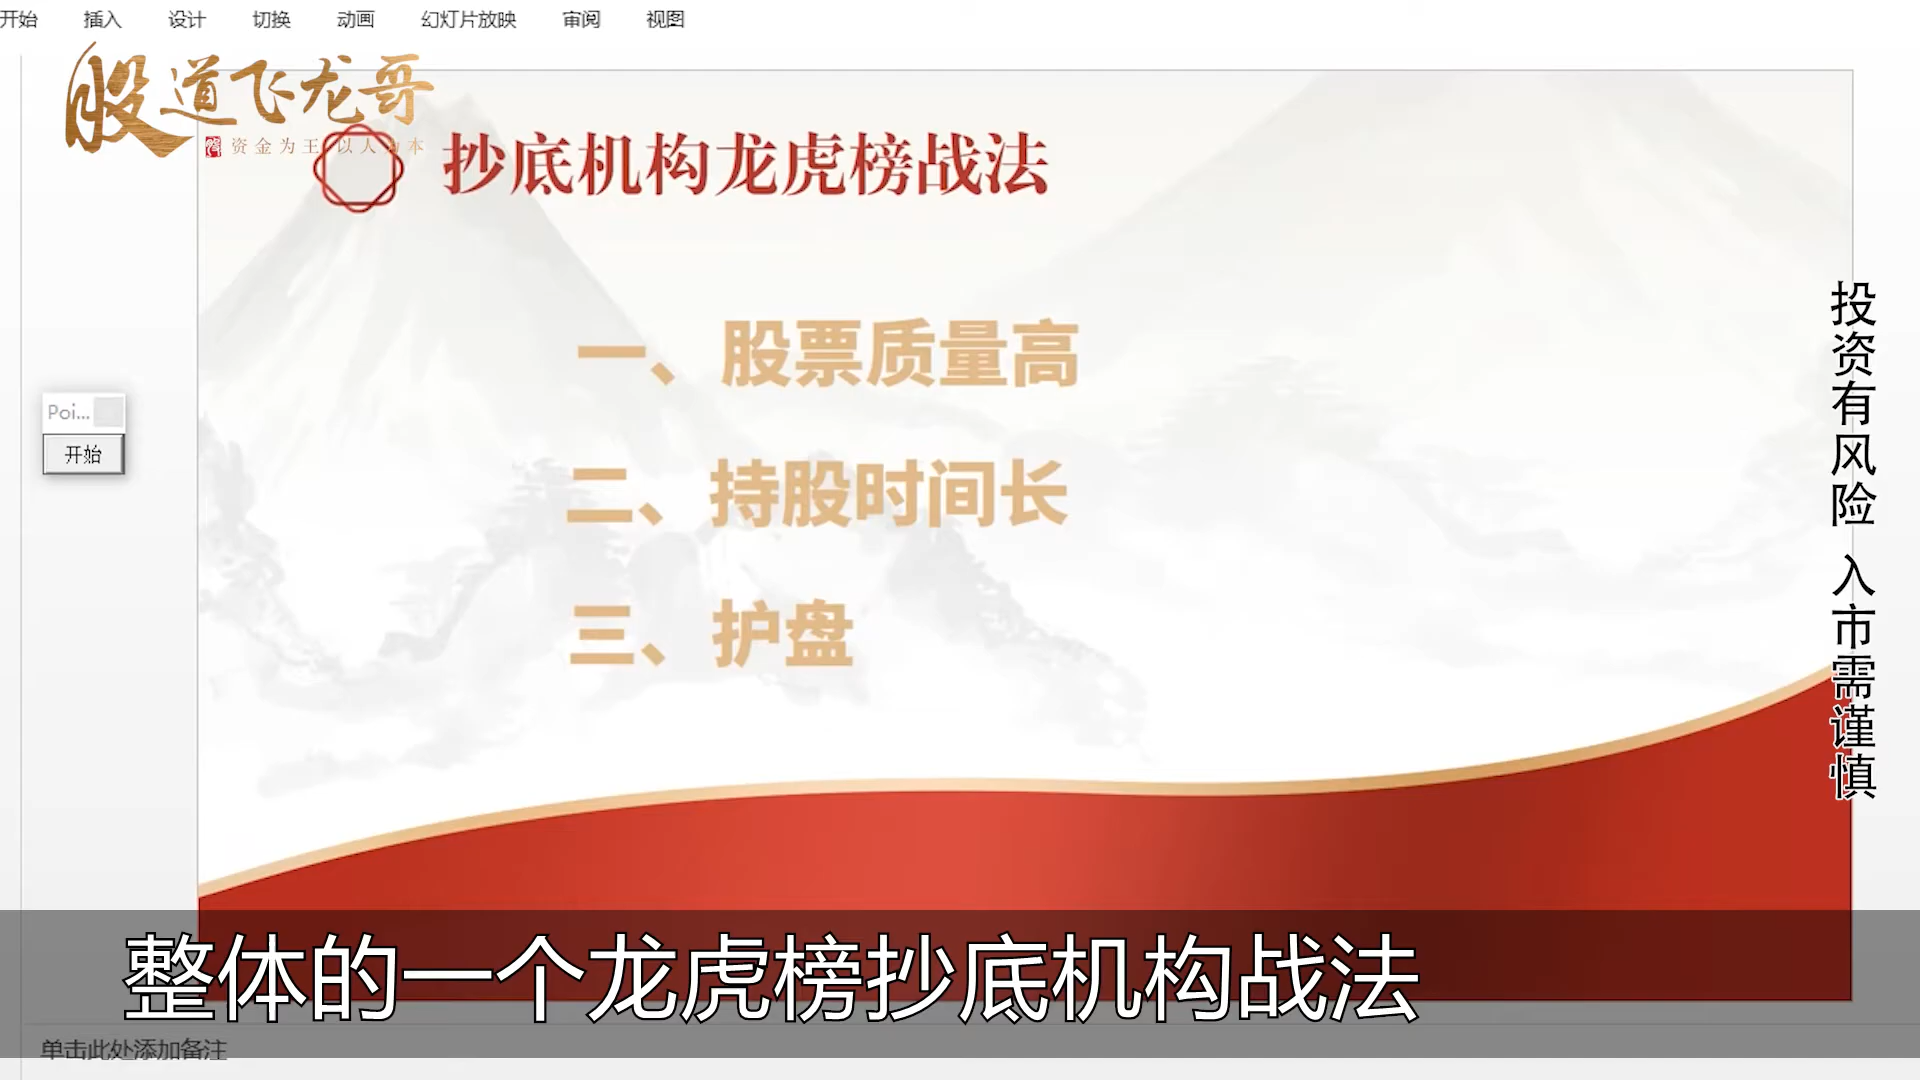 开始 插入 设计 切换 动画 幻灯片放映 审阅 视图
股道飞龙哥
资金为王 以人为本
抄底机构龙虎榜战法
一、股票质量高
二、持股时间长
三、护盘
Poi...
开始
投资有风险 入市需谨慎
整体的一个龙虎榜抄底机构战法
单击此处添加备注